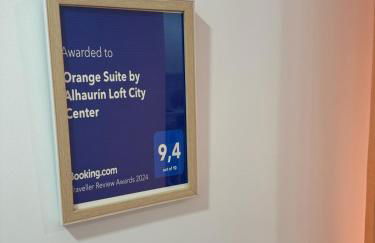 Awarded to
Orange Suite by
Alhaurín Loft City
Center
9,4
out of 10
Booking.com
Traveller Review Awards 2024